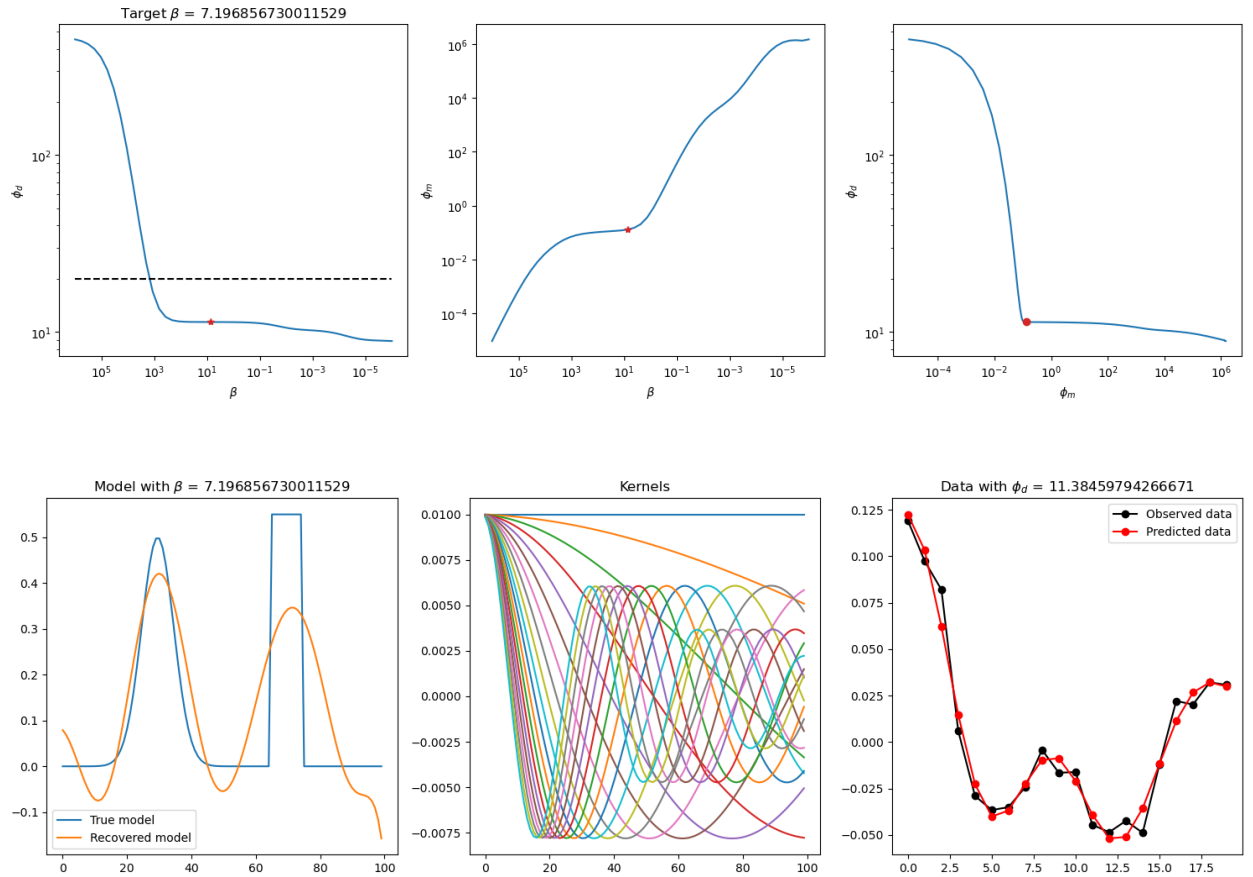 Target β = 7.196856730011529
ϕ_d
10²
10¹
10⁵ 10³ 10¹ 10⁻¹ 10⁻³ 10⁻⁵
β
ϕ_m
10⁶
10⁴
10²
10⁰
10⁻²
10⁻⁴
10⁵ 10³ 10¹ 10⁻¹ 10⁻³ 10⁻⁵
β
ϕ_d
10²
10¹
10⁻⁴ 10⁻² 10⁰ 10² 10⁴ 10⁶
ϕ_m
Model with β = 7.196856730011529
0.5
0.4
0.3
0.2
0.1
0.0
−0.1
True model
Recovered model
0 20 40 60 80 100
Kernels
0.0100
0.0075
0.0050
0.0025
0.0000
−0.0025
−0.0050
−0.0075
0 20 40 60 80 100
Data with ϕ_d = 11.38459794266671
Observed data
Predicted data
0.125
0.100
0.075
0.050
0.025
0.000
−0.025
−0.050
0.0 2.5 5.0 7.5 10.0 12.5 15.0 17.5